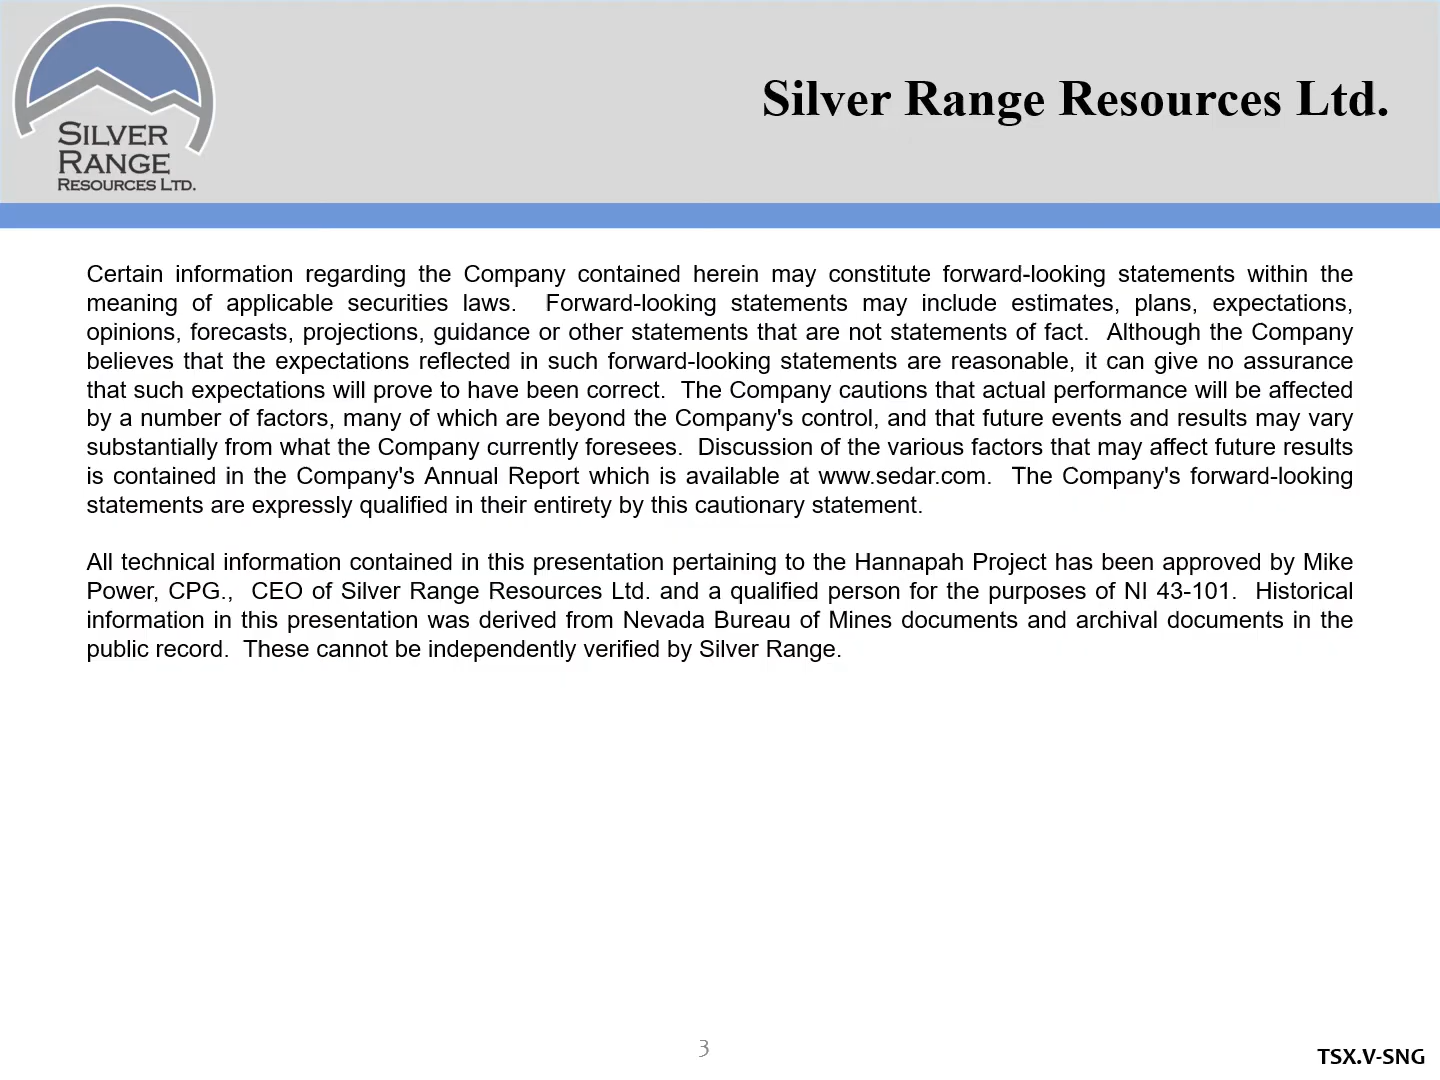 SILVER
RANGE
RESOURCES LTD.
Silver Range Resources Ltd.
Certain information regarding the Company contained herein may constitute forward-looking statements within the
meaning of applicable securities laws.  Forward-looking statements may include estimates, plans, expectations,
opinions, forecasts, projections, guidance or other statements that are not statements of fact.  Although the Company
believes that the expectations reflected in such forward-looking statements are reasonable, it can give no assurance
that such expectations will prove to have been correct.  The Company cautions that actual performance will be affected
by a number of factors, many of which are beyond the Company's control, and that future events and results may vary
substantially from what the Company currently foresees.  Discussion of the various factors that may affect future results
is contained in the Company's Annual Report which is available at www.sedar.com.  The Company's forward-looking
statements are expressly qualified in their entirety by this cautionary statement.
All technical information contained in this presentation pertaining to the Hannapah Project has been approved by Mike
Power, CPG.,  CEO of Silver Range Resources Ltd. and a qualified person for the purposes of NI 43-101.  Historical
information in this presentation was derived from Nevada Bureau of Mines documents and archival documents in the
public record.  These cannot be independently verified by Silver Range.
3
TSX.V-SNG